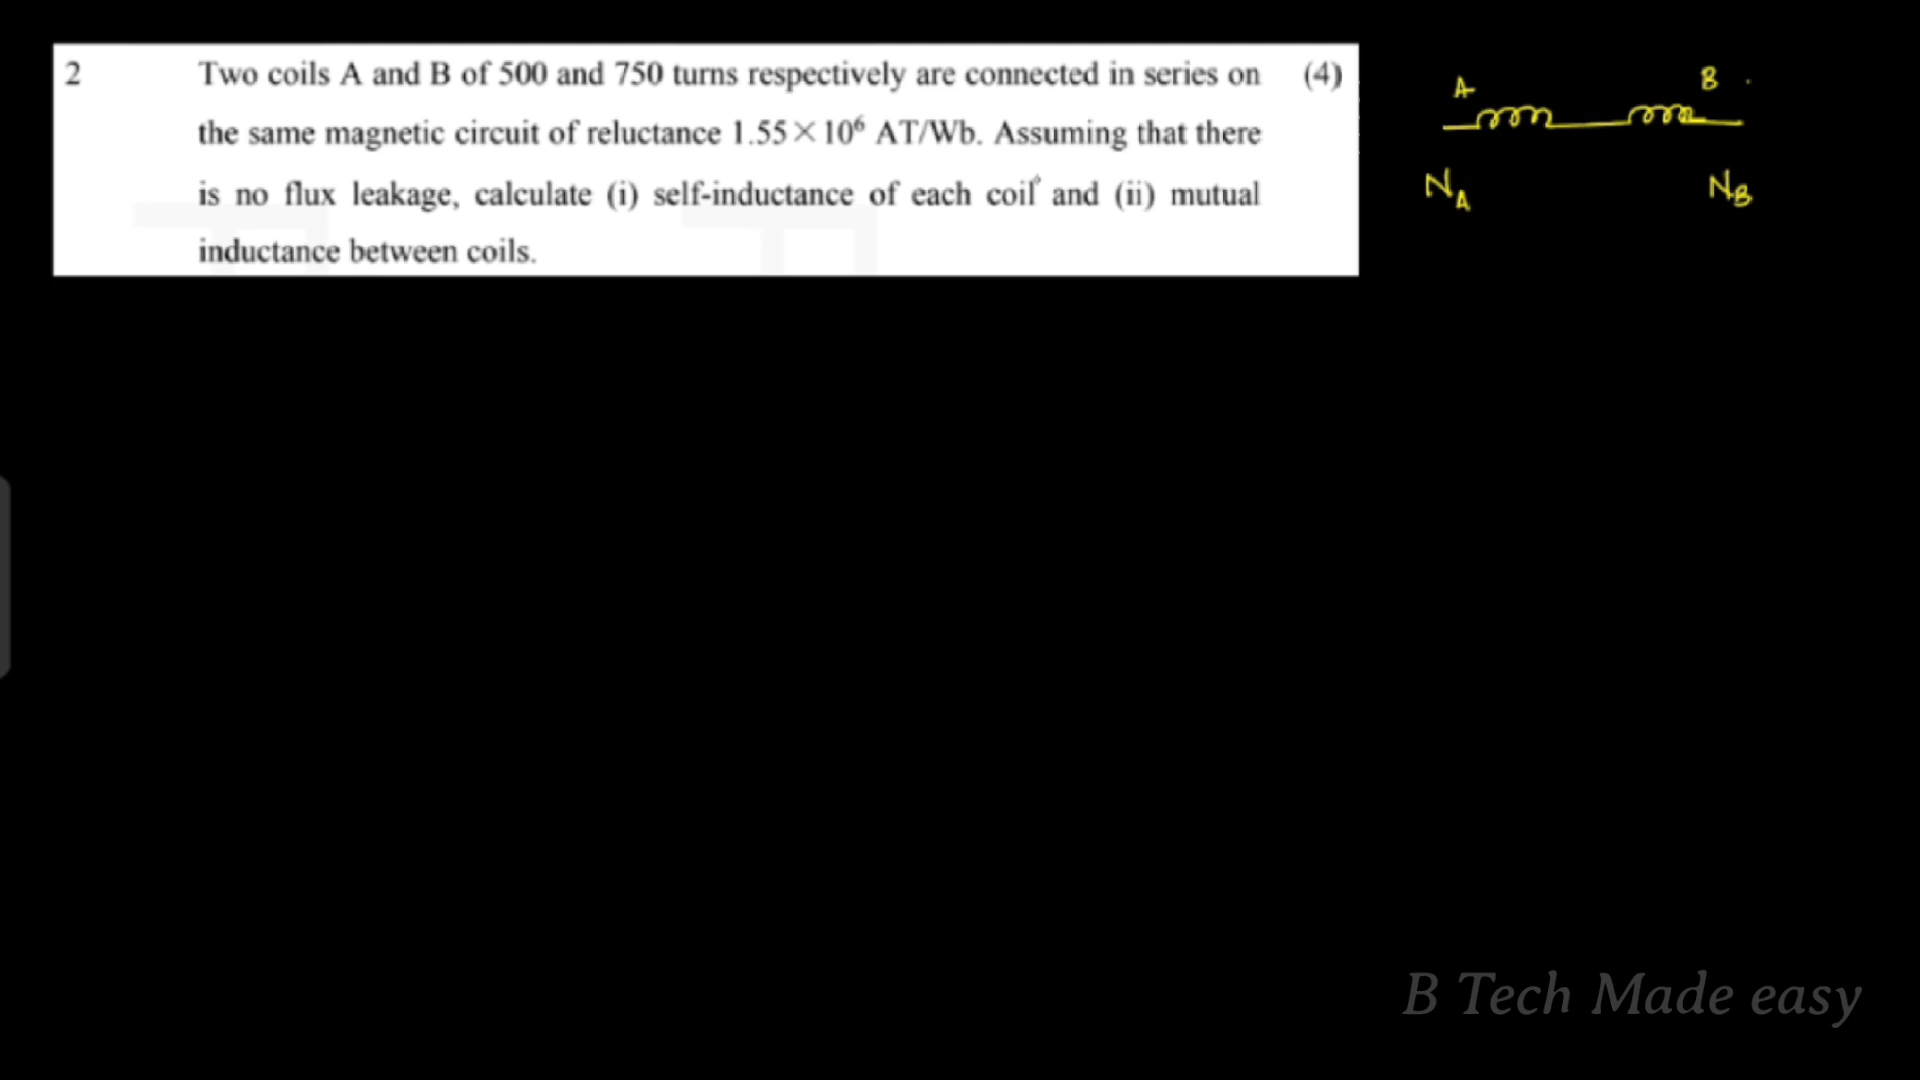 2 Two coils A and B of 500 and 750 turns respectively are connected in series on (4)
the same magnetic circuit of reluctance 1.55×10⁶ AT/Wb. Assuming that there
is no flux leakage, calculate (i) self-inductance of each coil and (ii) mutual
inductance between coils.
A B
N_A N_B
B Tech Made easy